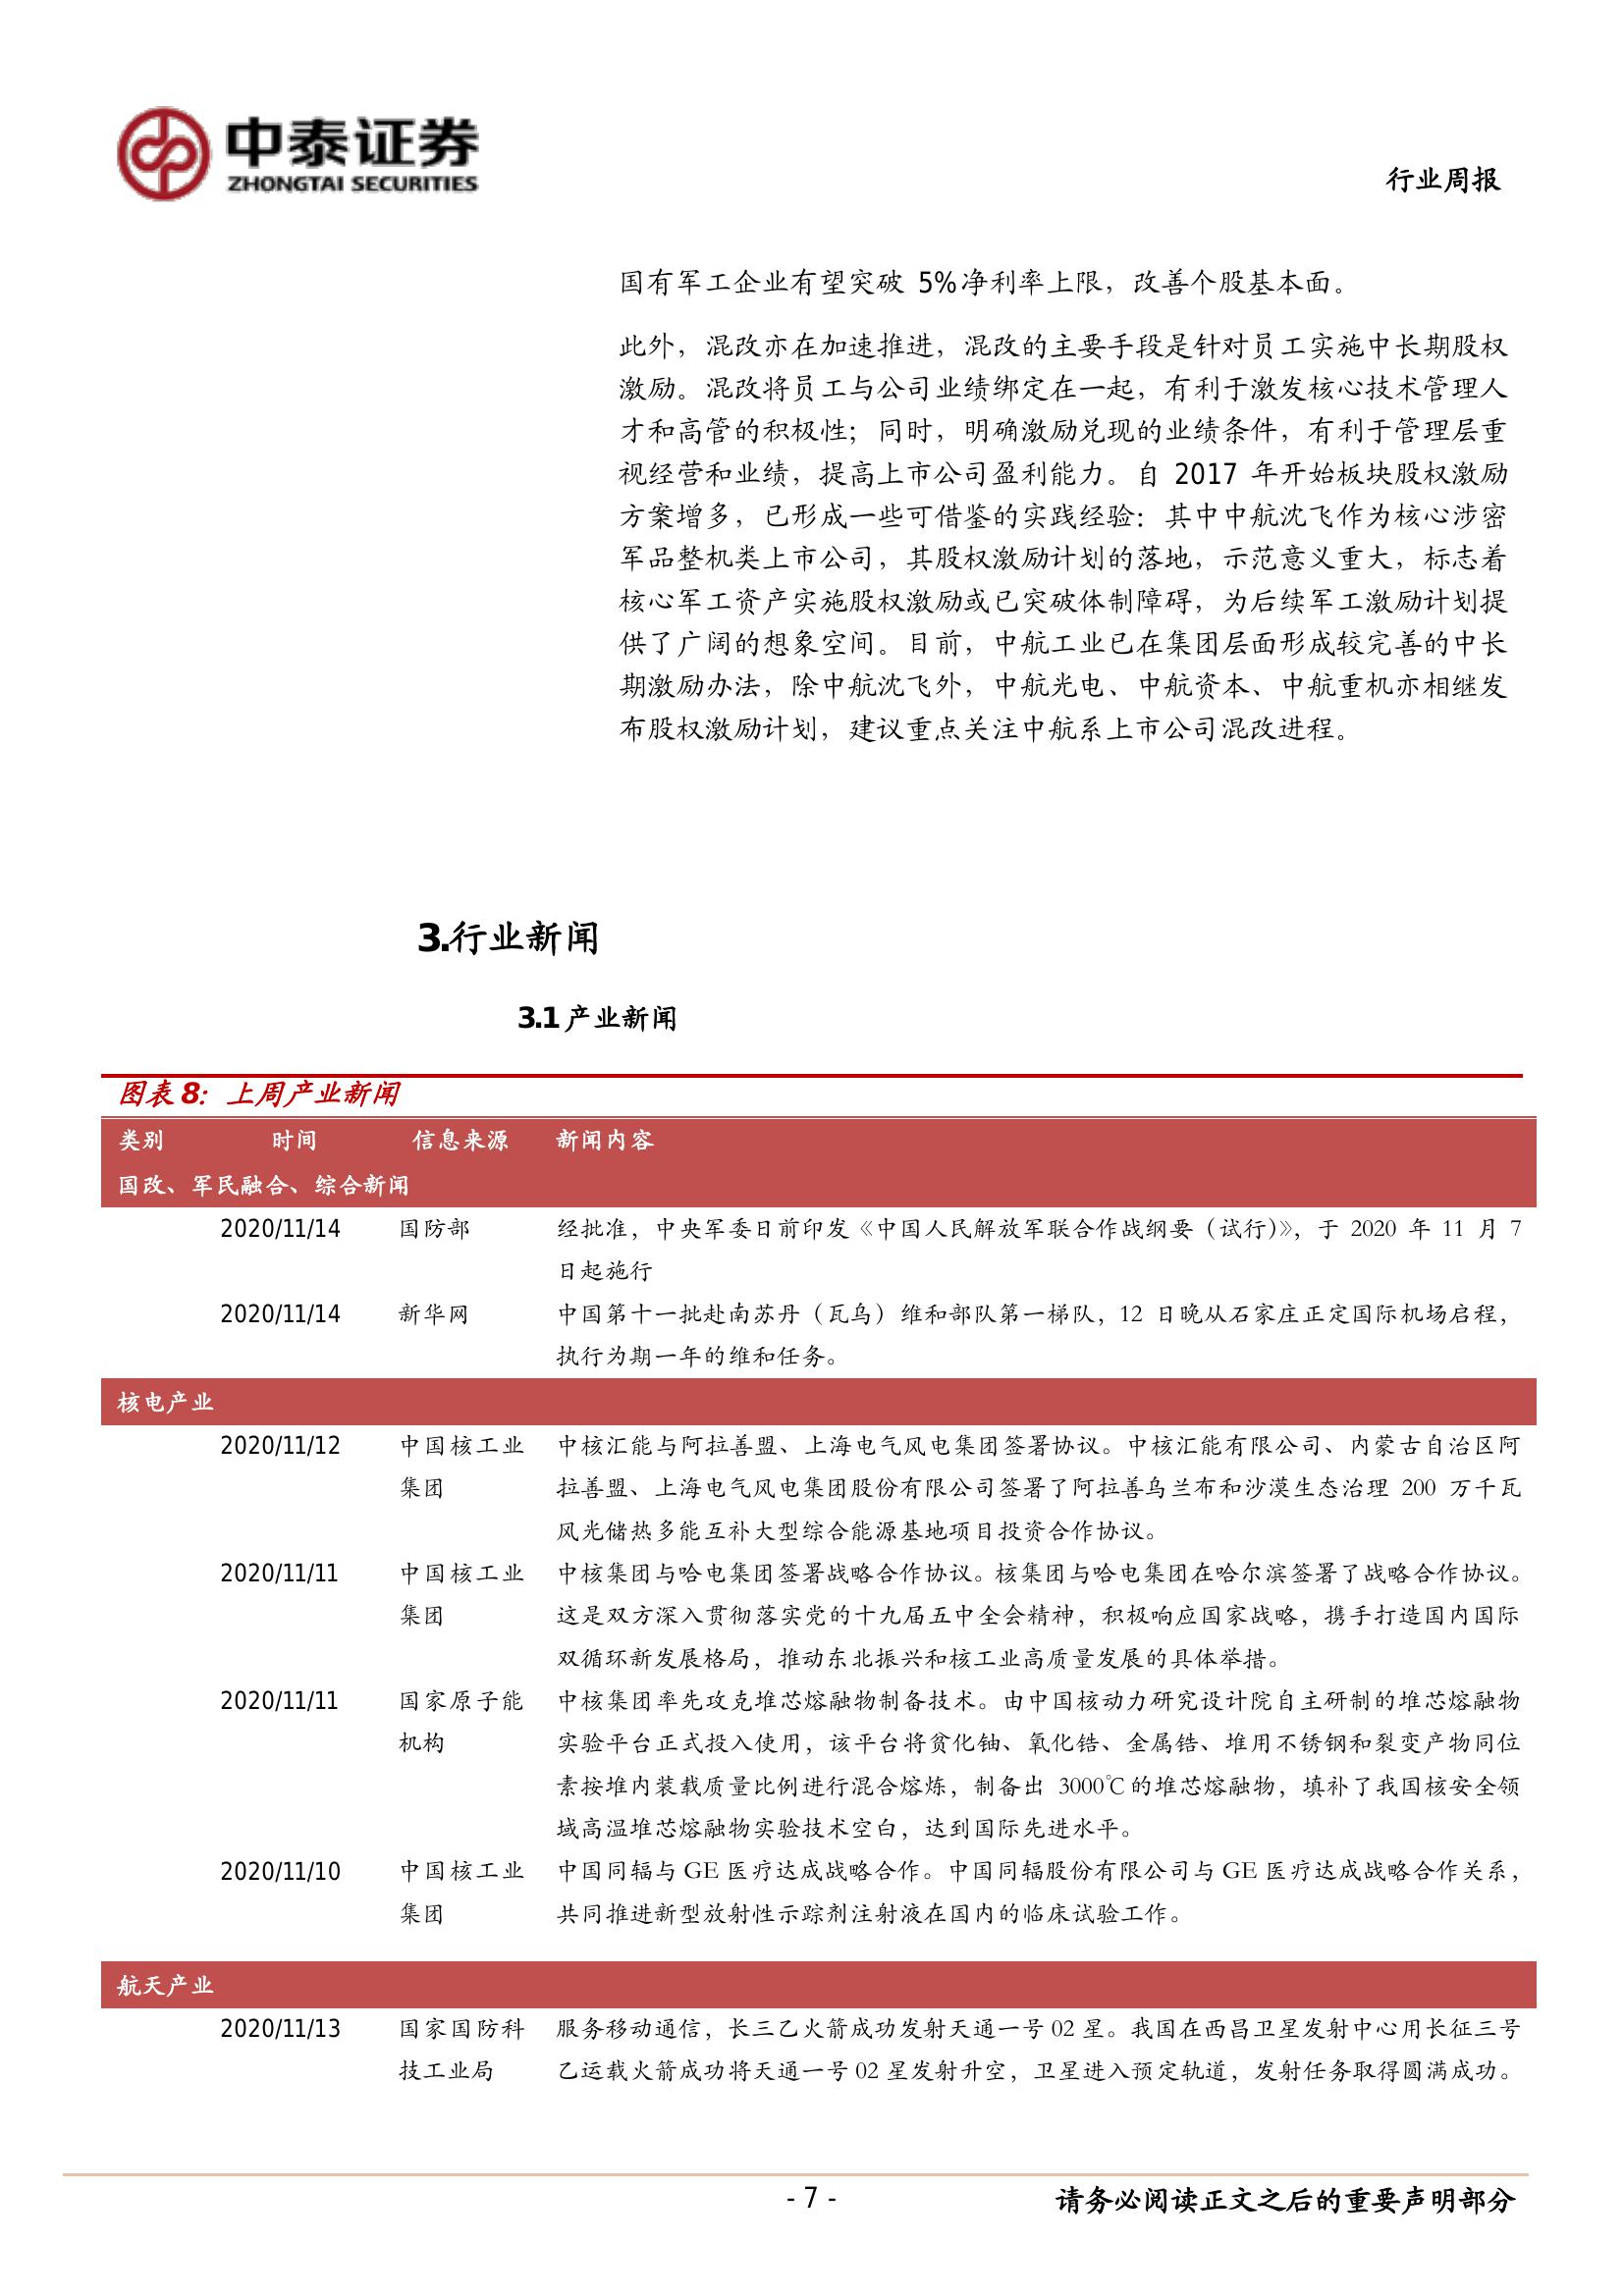 中泰证券
ZHONGTAI SECURITIES
行业周报
国有军工企业有望突破 5%净利率上限，改善个股基本面。
此外，混改亦在加速推进，混改的主要手段是针对员工实施中长期股权
激励。混改将员工与公司业绩绑定在一起，有利于激发核心技术管理人
才和高管的积极性；同时，明确激励兑现的业绩条件，有利于管理层重
视经营和业绩，提高上市公司盈利能力。自 2017 年开始板块股权激励
方案增多，已形成一些可借鉴的实践经验：其中中航沈飞作为核心涉密
军品整机类上市公司，其股权激励计划的落地，示范意义重大，标志着
核心军工资产实施股权激励或已突破体制障碍，为后续军工激励计划提
供了广阔的想象空间。目前，中航工业已在集团层面形成较完善的中长
期激励办法，除中航沈飞外，中航光电、中航资本、中航重机亦相继发
布股权激励计划，建议重点关注中航系上市公司混改进程。
3.行业新闻
3.1 产业新闻
图表 8：上周产业新闻
类别 时间 信息来源 新闻内容
国改、军民融合、综合新闻
2020/11/14 国防部 经批准，中央军委日前印发《中国人民解放军联合作战纲要（试行）》，于 2020 年 11 月 7
日起施行
2020/11/14 新华网 中国第十一批赴南苏丹（瓦乌）维和部队第一梯队，12 日晚从石家庄正定国际机场启程，
执行为期一年的维和任务。
核电产业
2020/11/12 中国核工业 中核汇能与阿拉善盟、上海电气风电集团签署协议。中核汇能有限公司、内蒙古自治区阿
集团 拉善盟、上海电气风电集团股份有限公司签署了阿拉善乌兰布和沙漠生态治理 200 万千瓦
风光储热多能互补大型综合能源基地项目投资合作协议。
2020/11/11 中国核工业 中核集团与哈电集团签署战略合作协议。核集团与哈电集团在哈尔滨签署了战略合作协议。
集团 这是双方深入贯彻落实党的十九届五中全会精神，积极响应国家战略，携手打造国内国际
双循环新发展格局，推动东北振兴和核工业高质量发展的具体举措。
2020/11/11 国家原子能 中核集团率先攻克堆芯熔融物制备技术。由中国核动力研究设计院自主研制的堆芯熔融物
机构 实验平台正式投入使用，该平台将贫化铀、氧化锆、金属锆、堆用不锈钢和裂变产物同位
素按堆内装载质量比例进行混合熔炼，制备出 3000℃的堆芯熔融物，填补了我国核安全领
域高温堆芯熔融物实验技术空白，达到国际先进水平。
2020/11/10 中国核工业 中国同辐与 GE 医疗达成战略合作。中国同辐股份有限公司与 GE 医疗达成战略合作关系，
集团 共同推进新型放射性示踪剂注射液在国内的临床试验工作。
航天产业
2020/11/13 国家国防科 服务移动通信，长三乙火箭成功发射天通一号 02 星。我国在西昌卫星发射中心用长征三号
技工业局 乙运载火箭成功将天通一号 02 星发射升空，卫星进入预定轨道，发射任务取得圆满成功。
- 7 -
请务必阅读正文之后的重要声明部分